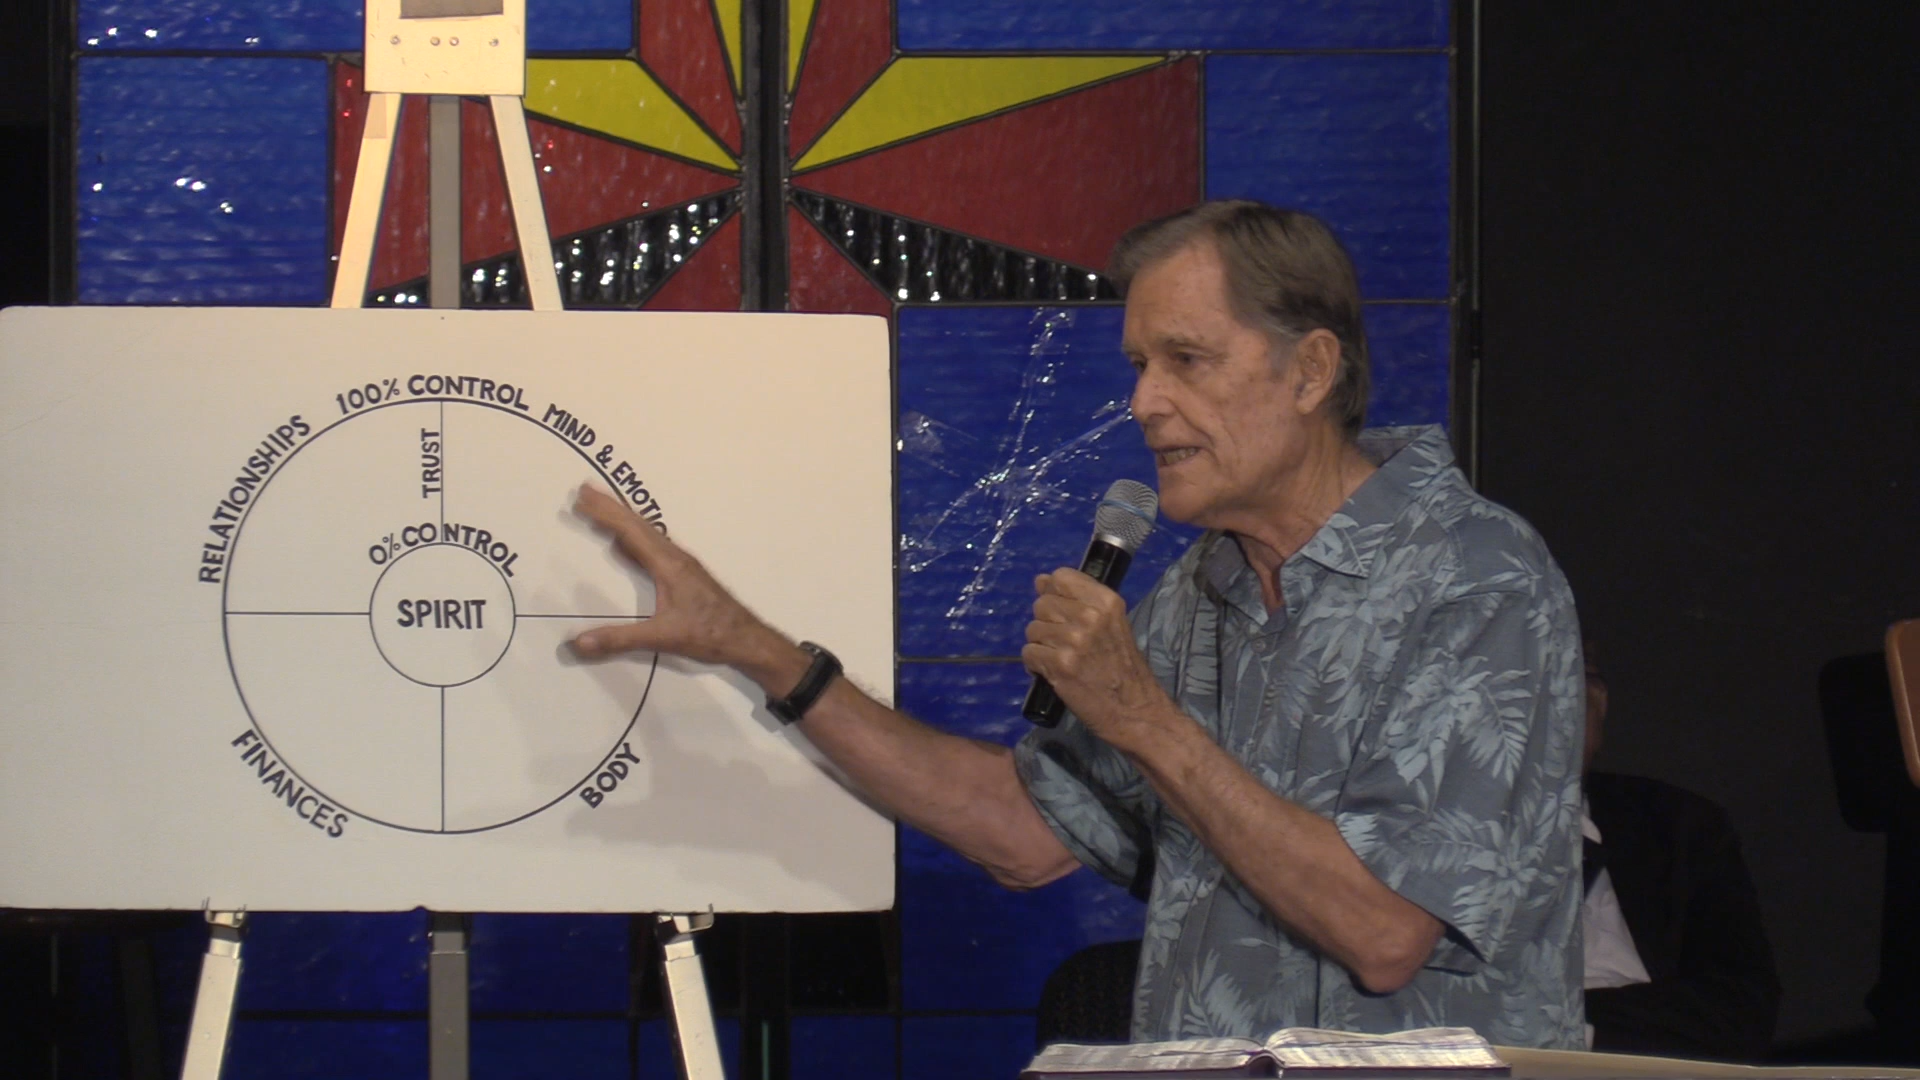 100% CONTROL
RELATIONSHIPS
MIND & EMOTIO
TRUST
0% CONTROL
SPIRIT
FINANCES
BODY